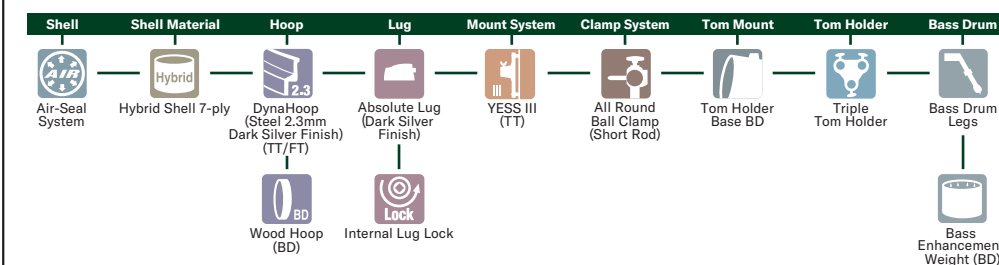 Shell Shell Material Hoop Lug Mount System Clamp System Tom Mount Tom Holder Bass Drum
AIR
Hybrid
2.3
III
Air-Seal
System
Hybrid Shell 7-ply
DynaHoop
(Steel 2.3mm
Dark Silver Finish)
(TT/FT)
Absolute Lug
(Dark Silver
Finish)
YESS III
(TT)
All Round
Ball Clamp
(Short Rod)
Tom Holder
Base BD
Triple
Tom Holder
Bass Drum
Legs
BD
Wood Hoop
(BD)
Lock
Internal Lug Lock
Bass
Enhancemen
Weight (BD)